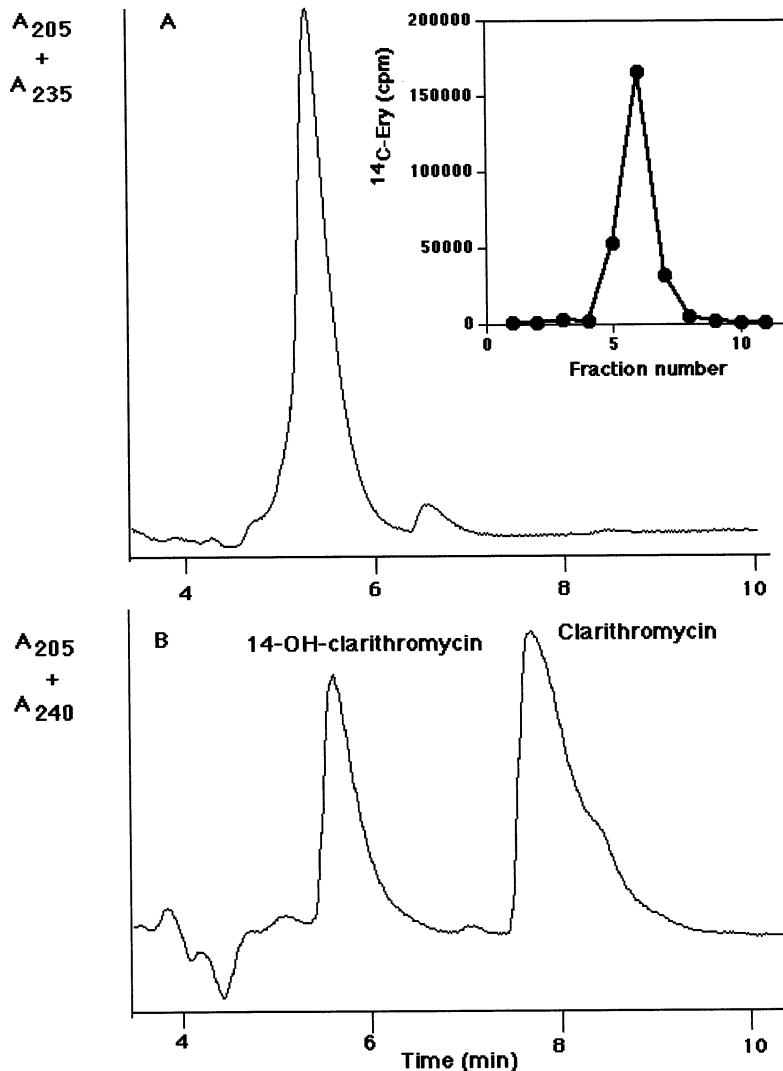 A205
+
A235
A
200000
150000
100000
50000
0
14C-Ery (cpm)
0 5 10
Fraction number
4 6 8 10
A205
+
A240
B
14-OH-clarithromycin
Clarithromycin
4 6 8 10
Time (min)